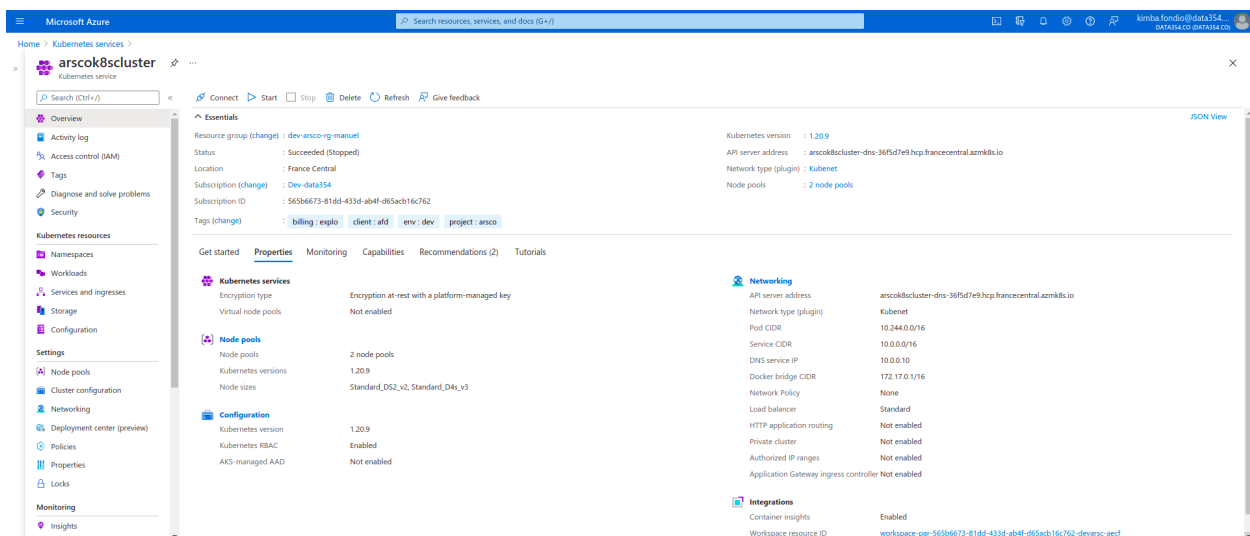 Microsoft Azure
Search resources, services, and docs (G+/)
kimba.fondio@data354....
DATA354.CO (DATA354.CO)
Home > Kubernetes services >
arscok8scluster
Kubernetes service
Search (Ctrl+/)
Connect Start Stop Delete Refresh Give feedback
Overview
Activity log
Access control (IAM)
Tags
Diagnose and solve problems
Security
Kubernetes resources
Namespaces
Workloads
Services and ingresses
Storage
Configuration
Settings
Node pools
Cluster configuration
Networking
Deployment center (preview)
Policies
Properties
Locks
Monitoring
Insights
Essentials
JSON View
Resource group (change) : dev-arsco-rg-manuel
Status : Succeeded (Stopped)
Location : France Central
Subscription (change) : Dev-data354
Subscription ID : 565b6673-81dd-433d-ab4f-d65acb16c762
Tags (change) : billing : explo client : afd env : dev project : arsco
Kubernetes version : 1.20.9
API server address : arscok8scluster-dns-36f5d7e9.hcp.francecentral.azmk8s.io
Network type (plugin) : Kubenet
Node pools : 2 node pools
Get started Properties Monitoring Capabilities Recommendations (2) Tutorials
Kubernetes services
Encryption type Encryption at-rest with a platform-managed key
Virtual node pools Not enabled
Node pools
Node pools 2 node pools
Kubernetes versions 1.20.9
Node sizes Standard_DS2_v2, Standard_D4s_v3
Configuration
Kubernetes version 1.20.9
Kubernetes RBAC Enabled
AKS-managed AAD Not enabled
Networking
API server address arscok8scluster-dns-36f5d7e9.hcp.francecentral.azmk8s.io
Network type (plugin) Kubenet
Pod CIDR 10.244.0.0/16
Service CIDR 10.0.0.0/16
DNS service IP 10.0.0.10
Docker bridge CIDR 172.17.0.1/16
Network Policy None
Load balancer Standard
HTTP application routing Not enabled
Private cluster Not enabled
Authorized IP ranges Not enabled
Application Gateway ingress controller Not enabled
Integrations
Container insights Enabled
Workspace resource ID workspace-par-565b6673-81dd-433d-ab4f-d65acb16c762-devarsc-aecf